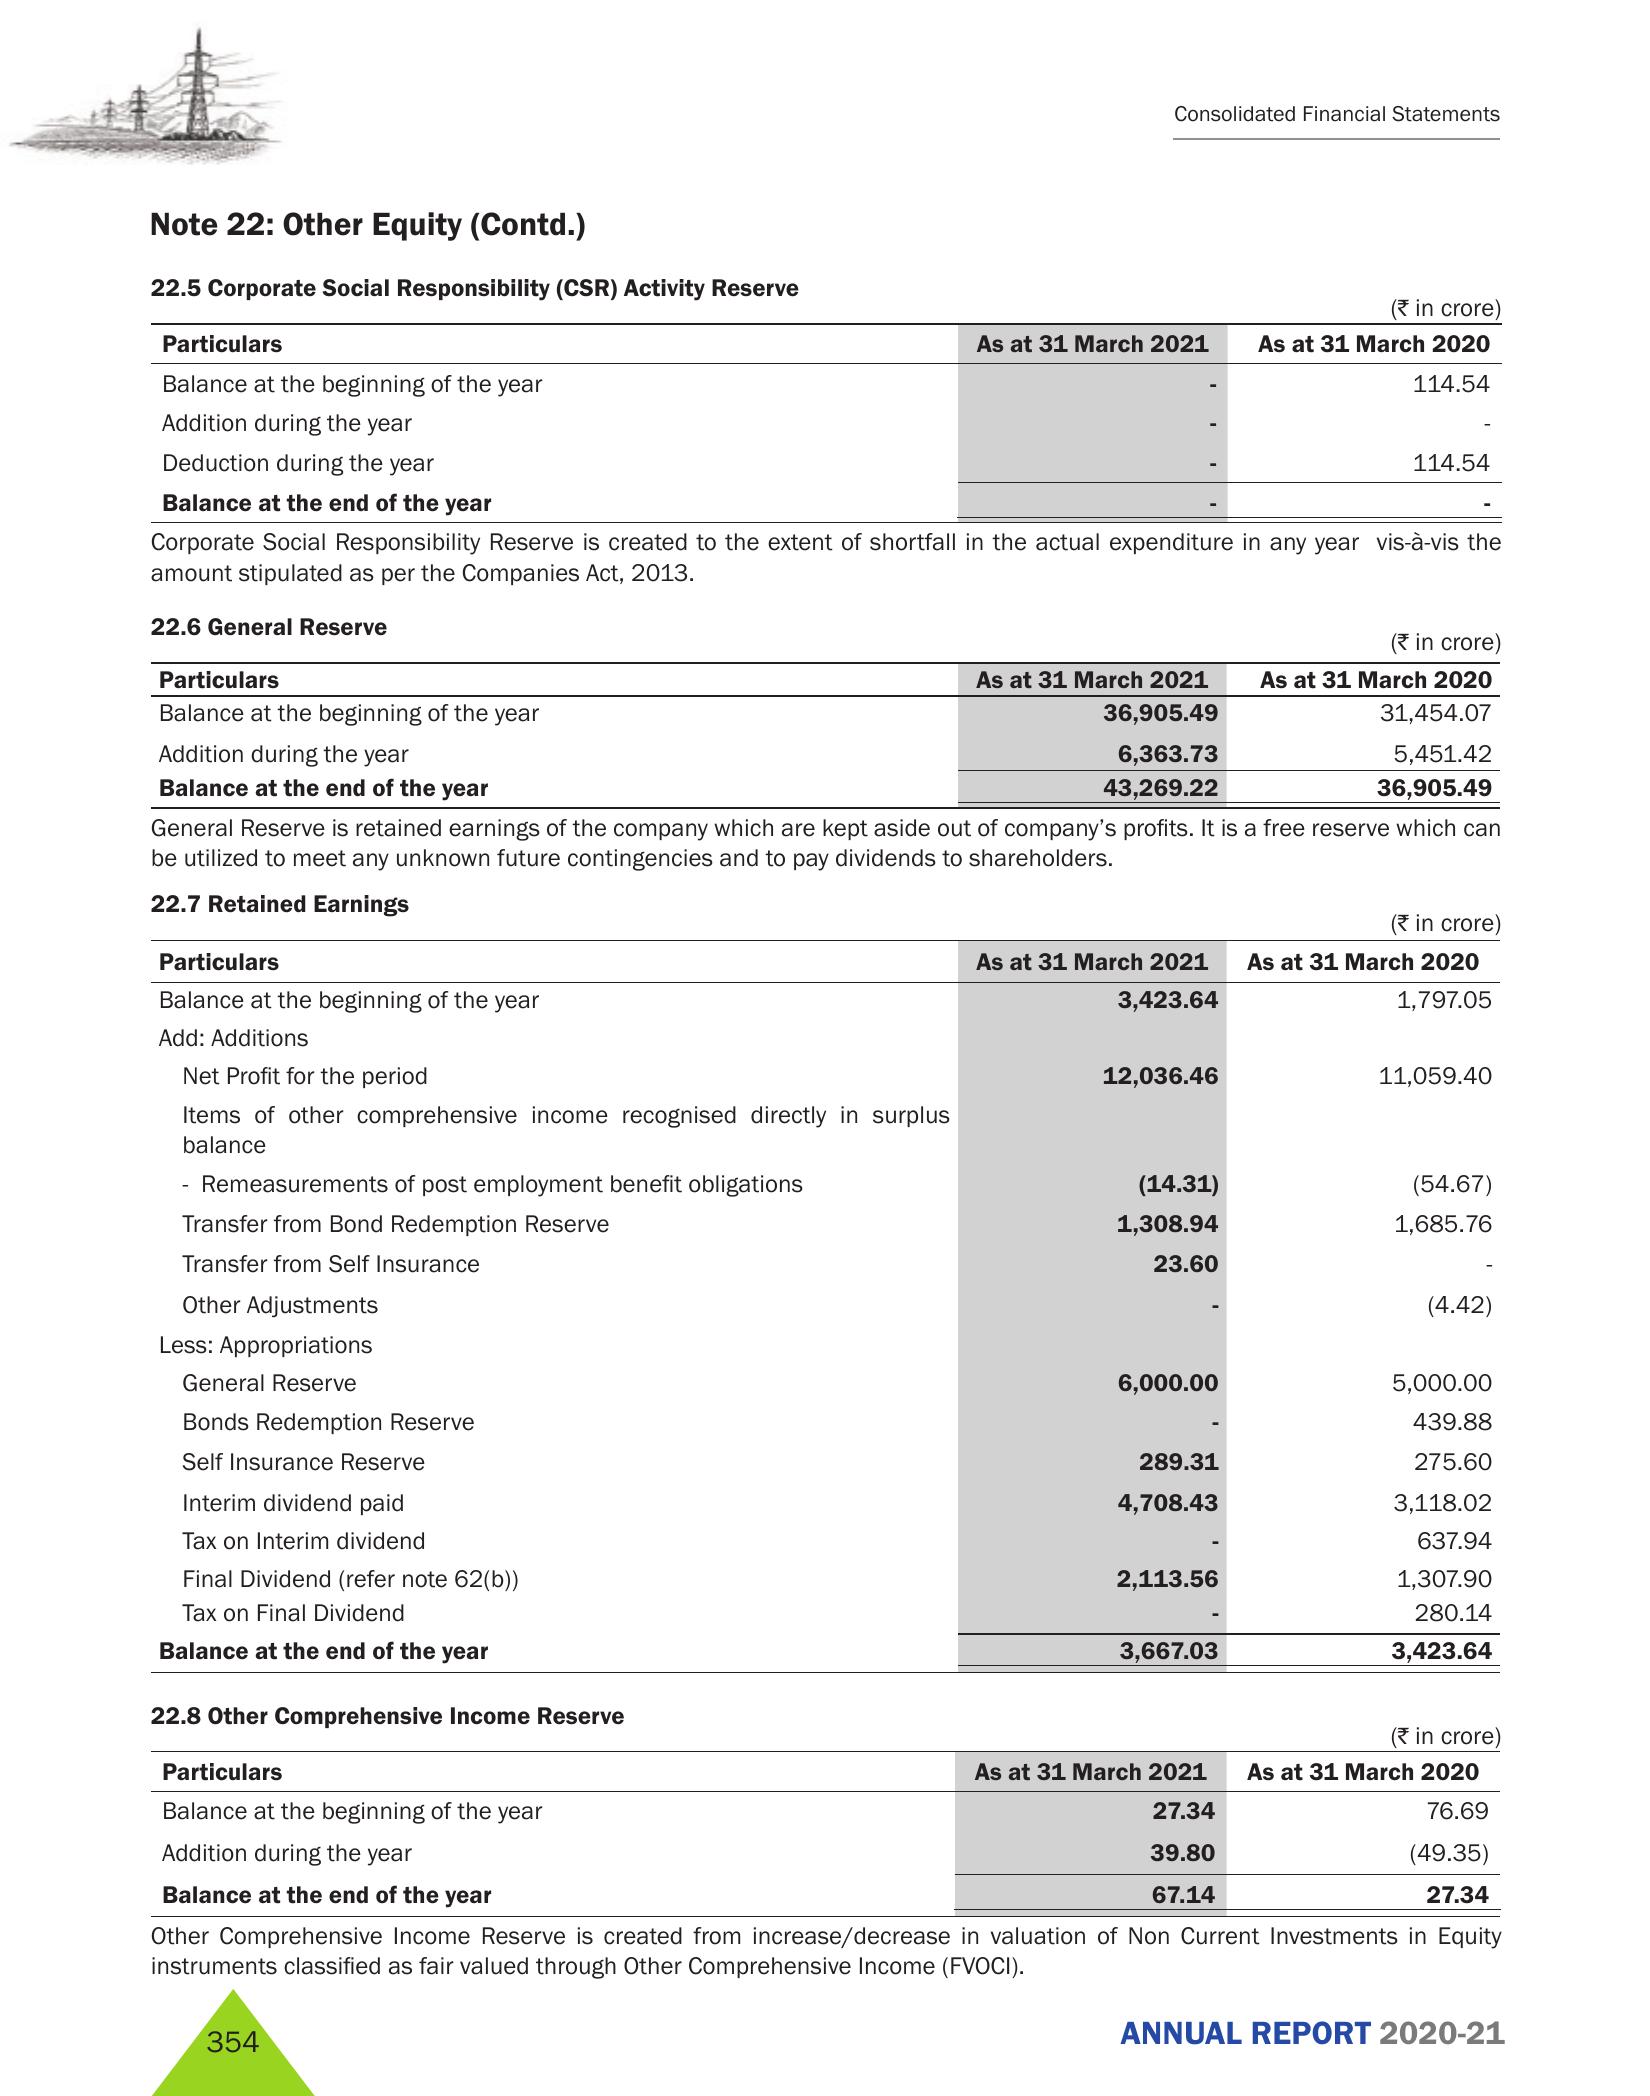 Consolidated Financial Statements
Note 22: Other Equity (Contd.)
22.5 Corporate Social Responsibility (CSR) Activity Reserve
(₹ in crore)
Particulars As at 31 March 2021 As at 31 March 2020
Balance at the beginning of the year - 114.54
Addition during the year - -
Deduction during the year - 114.54
Balance at the end of the year - -
Corporate Social Responsibility Reserve is created to the extent of shortfall in the actual expenditure in any year vis-à-vis the
amount stipulated as per the Companies Act, 2013.
22.6 General Reserve
(₹ in crore)
Particulars As at 31 March 2021 As at 31 March 2020
Balance at the beginning of the year 36,905.49 31,454.07
Addition during the year 6,363.73 5,451.42
Balance at the end of the year 43,269.22 36,905.49
General Reserve is retained earnings of the company which are kept aside out of company's profits. It is a free reserve which can
be utilized to meet any unknown future contingencies and to pay dividends to shareholders.
22.7 Retained Earnings
(₹ in crore)
Particulars As at 31 March 2021 As at 31 March 2020
Balance at the beginning of the year 3,423.64 1,797.05
Add: Additions
Net Profit for the period 12,036.46 11,059.40
Items of other comprehensive income recognised directly in surplus
balance
- Remeasurements of post employment benefit obligations (14.31) (54.67)
Transfer from Bond Redemption Reserve 1,308.94 1,685.76
Transfer from Self Insurance 23.60 -
Other Adjustments - (4.42)
Less: Appropriations
General Reserve 6,000.00 5,000.00
Bonds Redemption Reserve - 439.88
Self Insurance Reserve 289.31 275.60
Interim dividend paid 4,708.43 3,118.02
Tax on Interim dividend - 637.94
Final Dividend (refer note 62(b)) 2,113.56 1,307.90
Tax on Final Dividend - 280.14
Balance at the end of the year 3,667.03 3,423.64
22.8 Other Comprehensive Income Reserve
(₹ in crore)
Particulars As at 31 March 2021 As at 31 March 2020
Balance at the beginning of the year 27.34 76.69
Addition during the year 39.80 (49.35)
Balance at the end of the year 67.14 27.34
Other Comprehensive Income Reserve is created from increase/decrease in valuation of Non Current Investments in Equity
instruments classified as fair valued through Other Comprehensive Income (FVOCI).
354
ANNUAL REPORT 2020-21